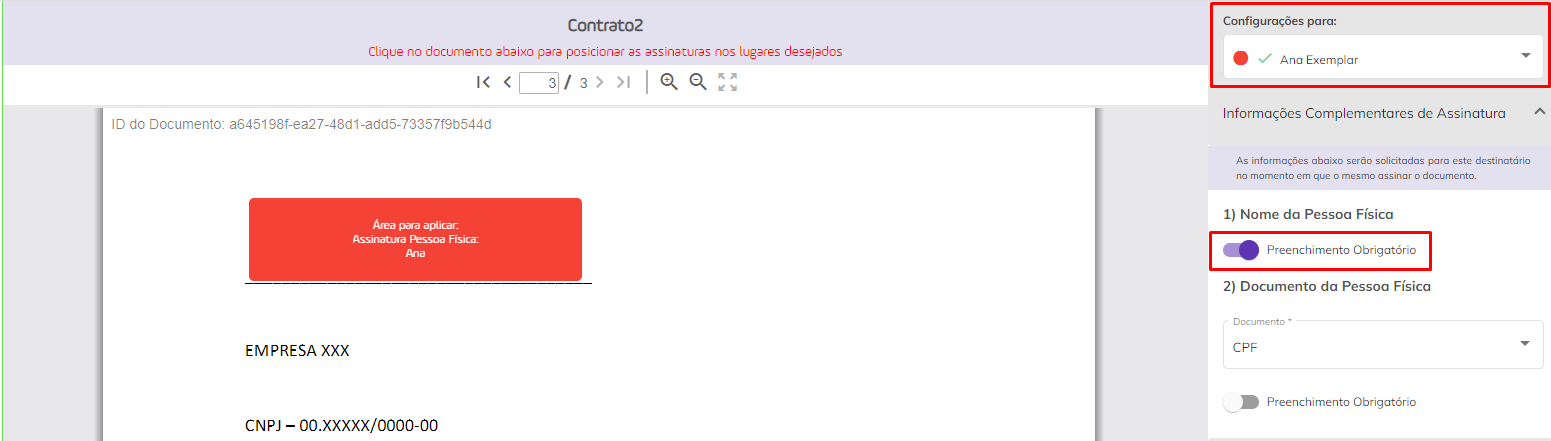 Contrato2
Clique no documento abaixo para posicionar as assinaturas nos lugares desejados
3 / 3
ID do Documento: a645198f-ea27-48d1-add5-73357f9b544d
Área para aplicar:
Assinatura Pessoa Física:
Ana
EMPRESA XXX
CNPJ – 00.XXXXX/0000-00
Configurações para:
Ana Exemplar
Informações Complementares de Assinatura
As informações abaixo serão solicitadas para este destinatário
no momento em que o mesmo assinar o documento.
1) Nome da Pessoa Física
Preenchimento Obrigatório
2) Documento da Pessoa Física
Documento *
CPF
Preenchimento Obrigatório